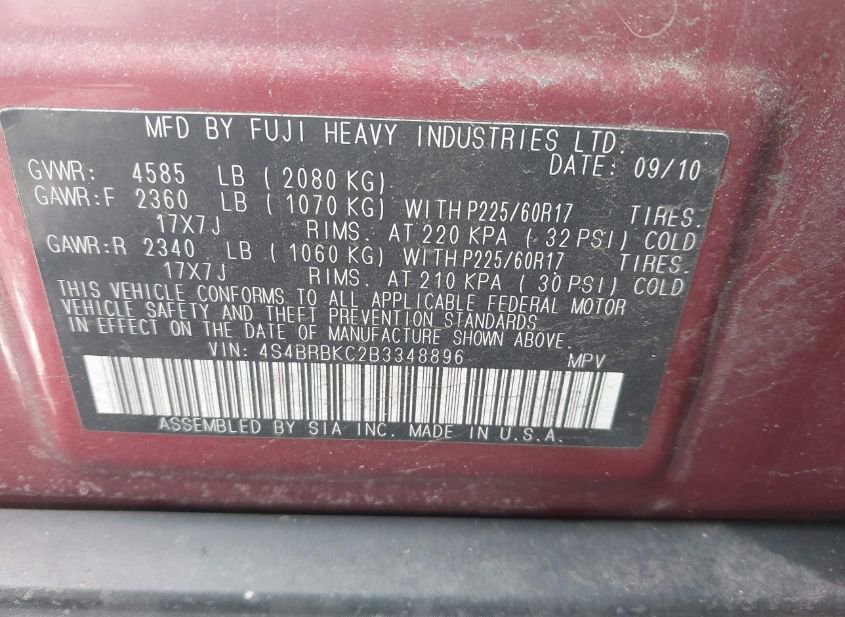 MFD BY FUJI HEAVY INDUSTRIES LTD.
DATE: 09/10
GVWR: 4585 LB ( 2080 KG)
GAWR:F 2360 LB ( 1070 KG) WITH P225/60R17 TIRES.
17X7J RIMS. AT 220 KPA ( 32 PSI) COLD
GAWR:R 2340 LB ( 1060 KG) WITH P225/60R17 TIRES.
17X7J RIMS. AT 210 KPA ( 30 PSI) COLD
THIS VEHICLE CONFORMS TO ALL APPLICABLE FEDERAL MOTOR
VEHICLE SAFETY AND THEFT PREVENTION STANDARDS
IN EFFECT ON THE DATE OF MANUFACTURE SHOWN ABOVE.
VIN: 4S4BRBKC2B3348896 MPV
ASSEMBLED BY SIA INC. MADE IN U.S.A.